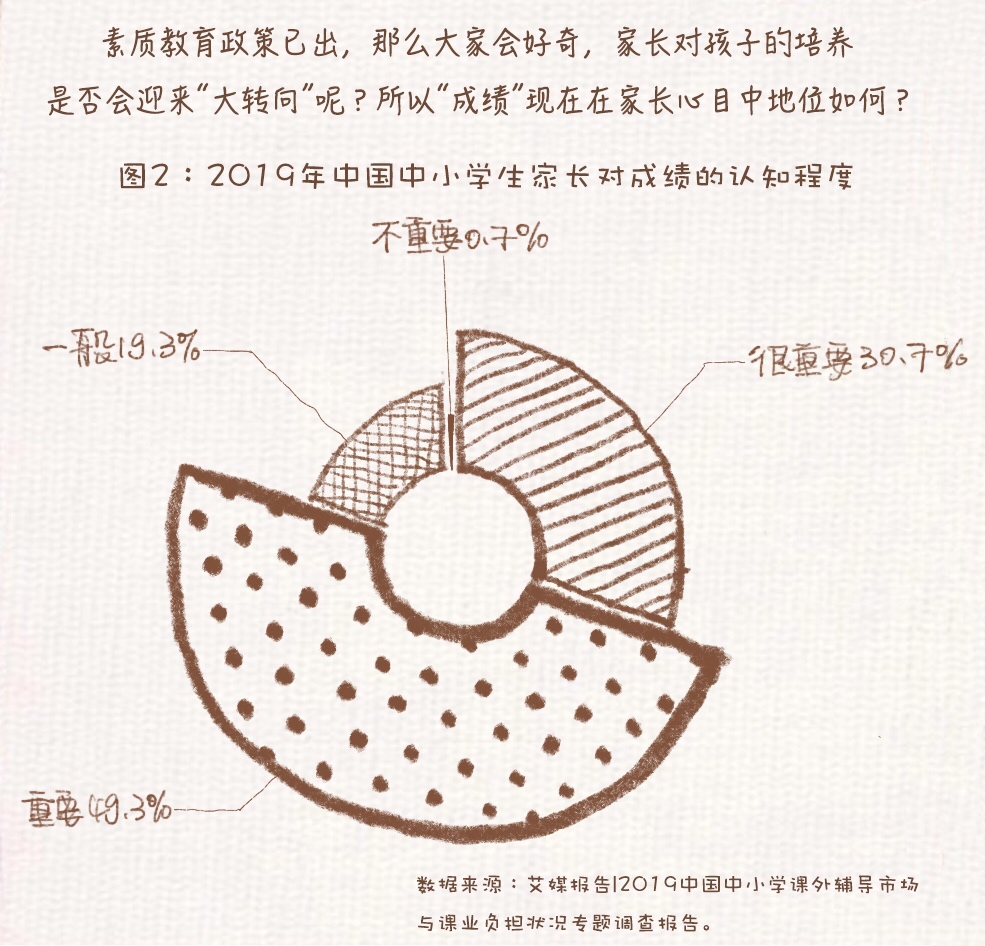 素质教育政策已出，那么大家会好奇，家长对孩子的培养
是否会迎来“大转向”呢？所以“成绩”现在在家长心目中地位如何？
图2：2019年中国中小学生家长对成绩的认知程度
不重要0.7%
一般19.3%
很重要30.7%
重要49.3%
数据来源：艾媒报告|2019中国中小学课外辅导市场
与课业负担状况专题调查报告。